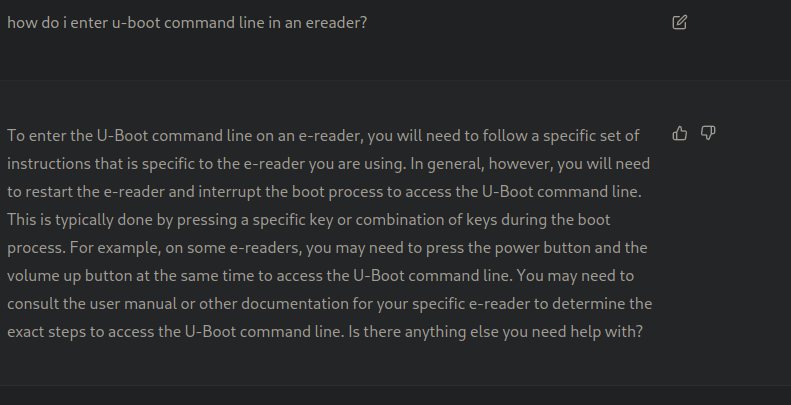 how do i enter u-boot command line in an ereader?
To enter the U-Boot command line on an e-reader, you will need to follow a specific set of
instructions that is specific to the e-reader you are using. In general, however, you will need
to restart the e-reader and interrupt the boot process to access the U-Boot command line.
This is typically done by pressing a specific key or combination of keys during the boot
process. For example, on some e-readers, you may need to press the power button and the
volume up button at the same time to access the U-Boot command line. You may need to
consult the user manual or other documentation for your specific e-reader to determine the
exact steps to access the U-Boot command line. Is there anything else you need help with?